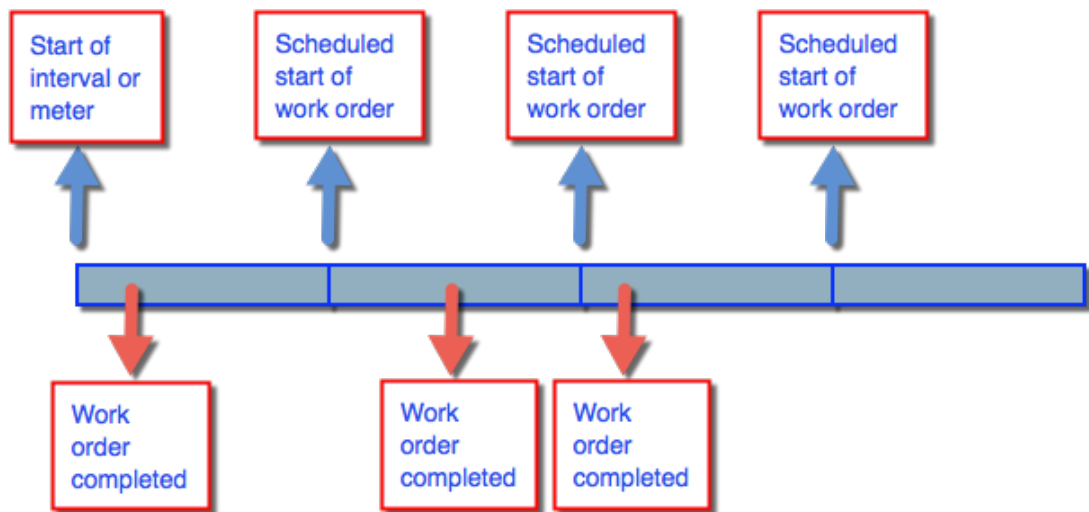 Start of
interval or
meter
Scheduled
start of
work order
Scheduled
start of
work order
Scheduled
start of
work order
Work
order
completed
Work
order
completed
Work
order
completed